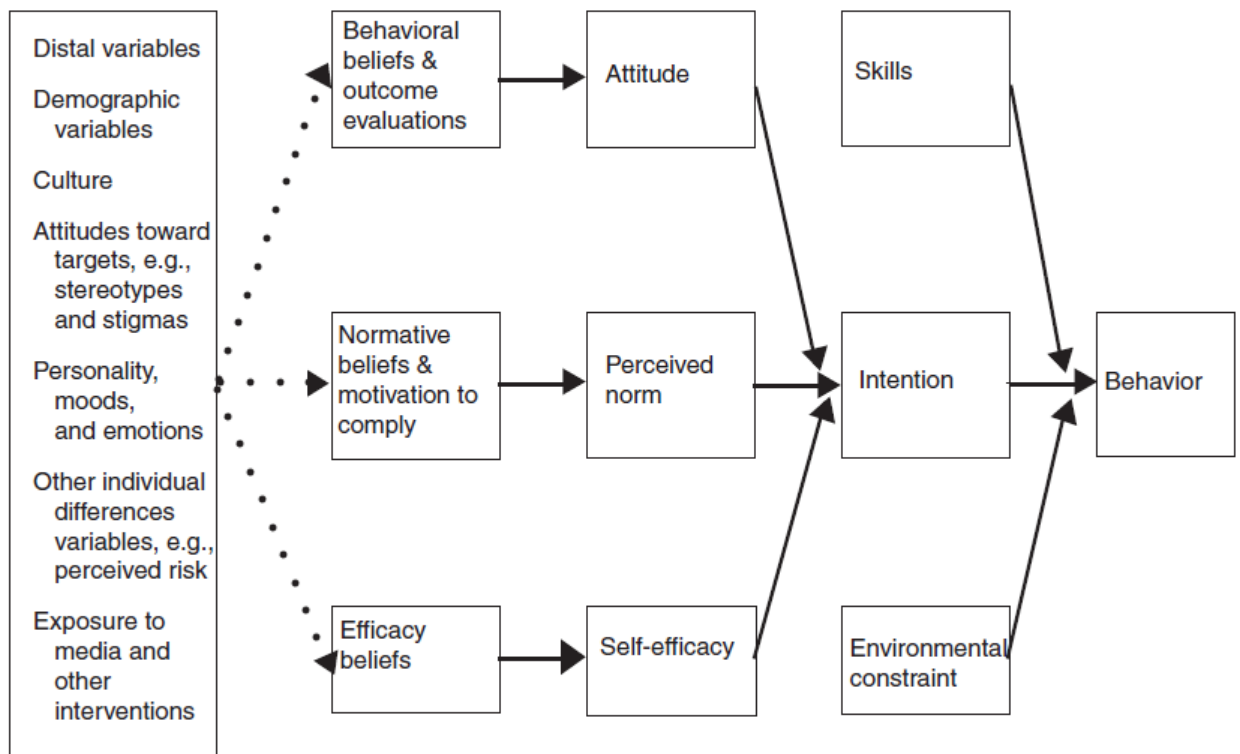 Distal variables
Demographic
variables
Culture
Attitudes toward
targets, e.g.,
stereotypes
and stigmas
Personality,
moods,
and emotions
Other individual
differences
variables, e.g.,
perceived risk
Exposure to
media and
other
interventions
Behavioral
beliefs &
outcome
evaluations
Attitude
Skills
Normative
beliefs &
motivation to
comply
Perceived
norm
Intention
Behavior
Efficacy
beliefs
Self-efficacy
Environmental
constraint